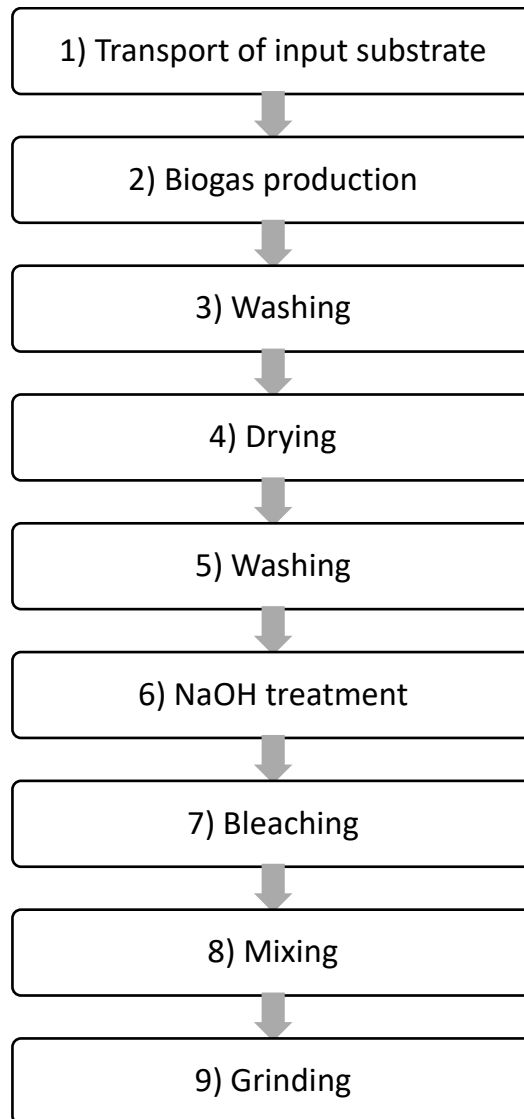 1) Transport of input substrate
2) Biogas production
3) Washing
4) Drying
5) Washing
6) NaOH treatment
7) Bleaching
8) Mixing
9) Grinding